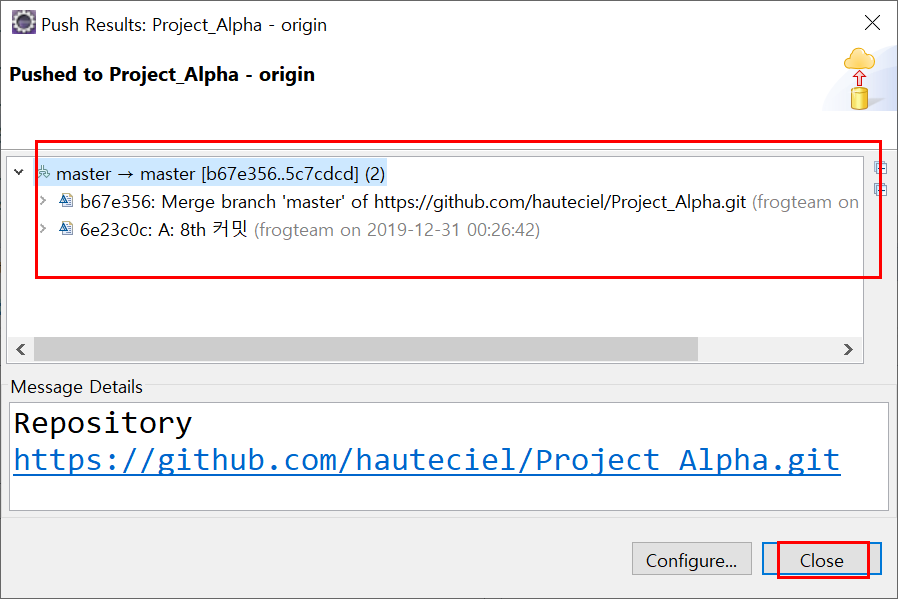 Push Results: Project_Alpha - origin
Pushed to Project_Alpha - origin
master → master [b67e356..5c7cdcd] (2)
b67e356: Merge branch 'master' of https://github.com/hauteciel/Project_Alpha.git (frogteam on
6e23c0c: A: 8th 커밋 (frogteam on 2019-12-31 00:26:42)
Message Details
Repository
https://github.com/hauteciel/Project_Alpha.git
Configure... Close